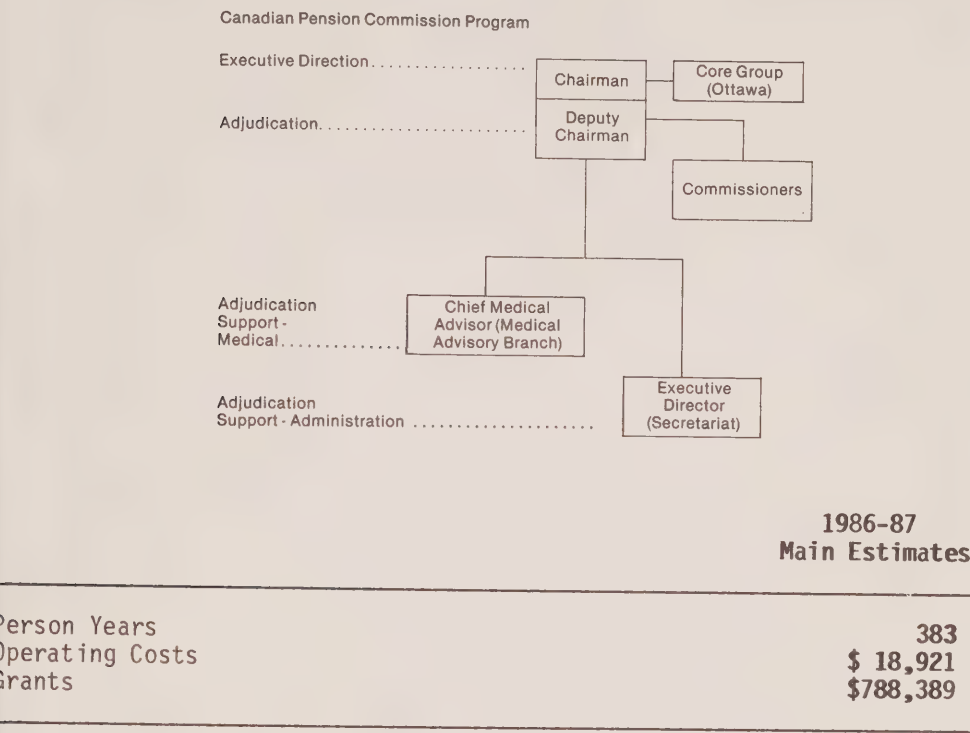 Canadian Pension Commission Program
Executive Direction................
Chairman
Core Group
(Ottawa)
Adjudication.........................
Deputy
Chairman
Commissioners
Adjudication
Support -
Medical.............
Chief Medical
Advisor (Medical
Advisory Branch)
Adjudication
Support - Administration .....................
Executive
Director
(Secretariat)
1986-87
Main Estimates
Person Years 383
Operating Costs $ 18,921
Grants $788,389